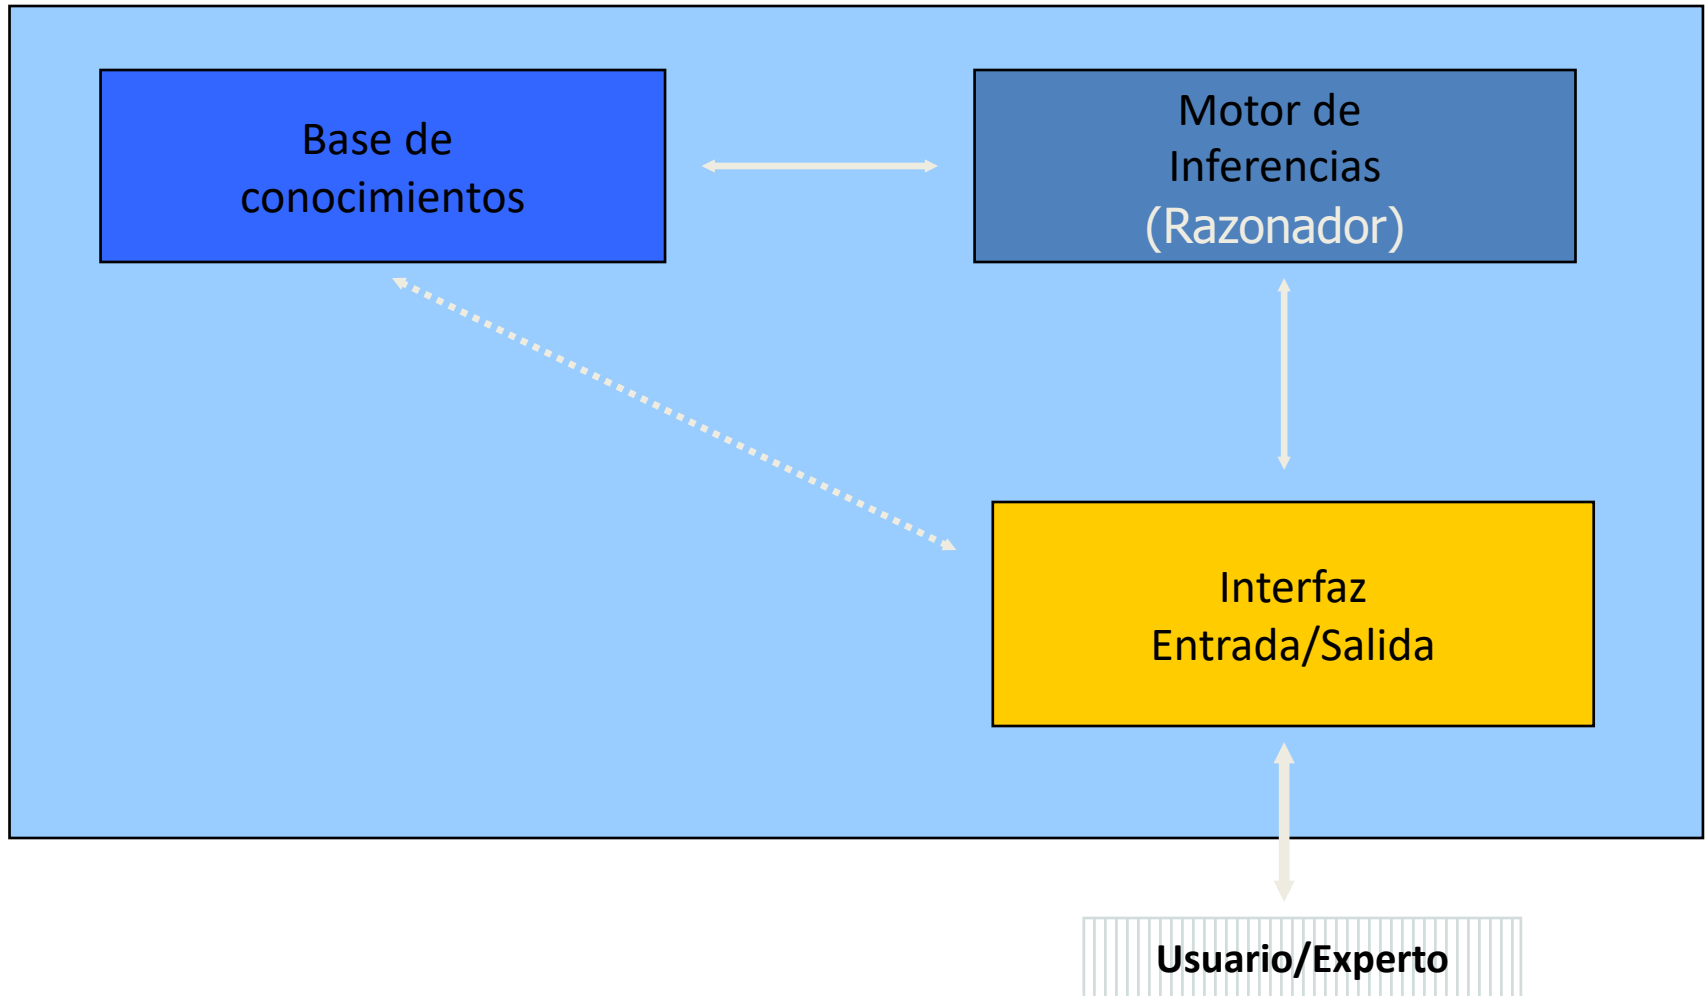 Base de
conocimientos
Motor de
Inferencias
(Razonador)
Interfaz
Entrada/Salida
Usuario/Experto